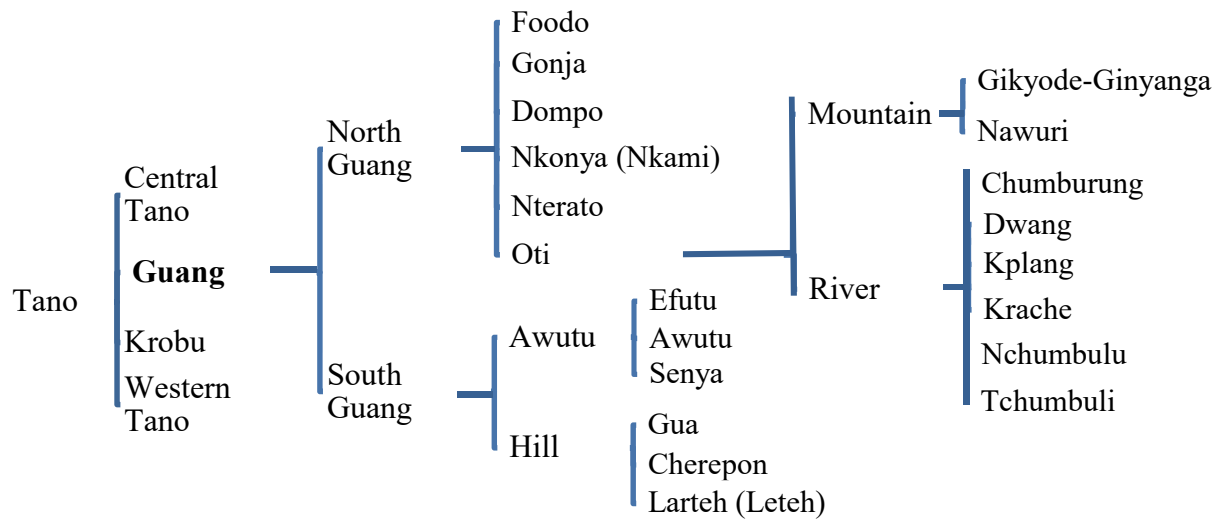 Tano
Central
Tano
Guang
Krobu
Western
Tano
North
Guang
South
Guang
Foodo
Gonja
Dompo
Nkonya (Nkami)
Nterato
Oti
Awutu
Hill
Efutu
Awutu
Senya
Gua
Cherepon
Larteh (Leteh)
Mountain
River
Gikyode-Ginyanga
Nawuri
Chumburung
Dwang
Kplang
Krache
Nchumbulu
Tchumbuli